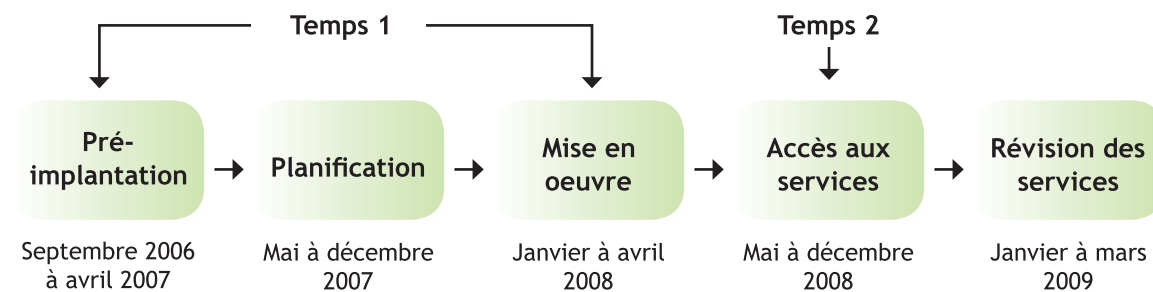 Temps 1
Temps 2
Pré-
implantation
Planification
Mise en
oeuvre
Accès aux
services
Révision des
services
Septembre 2006
à avril 2007
Mai à décembre
2007
Janvier à avril
2008
Mai à décembre
2008
Janvier à mars
2009